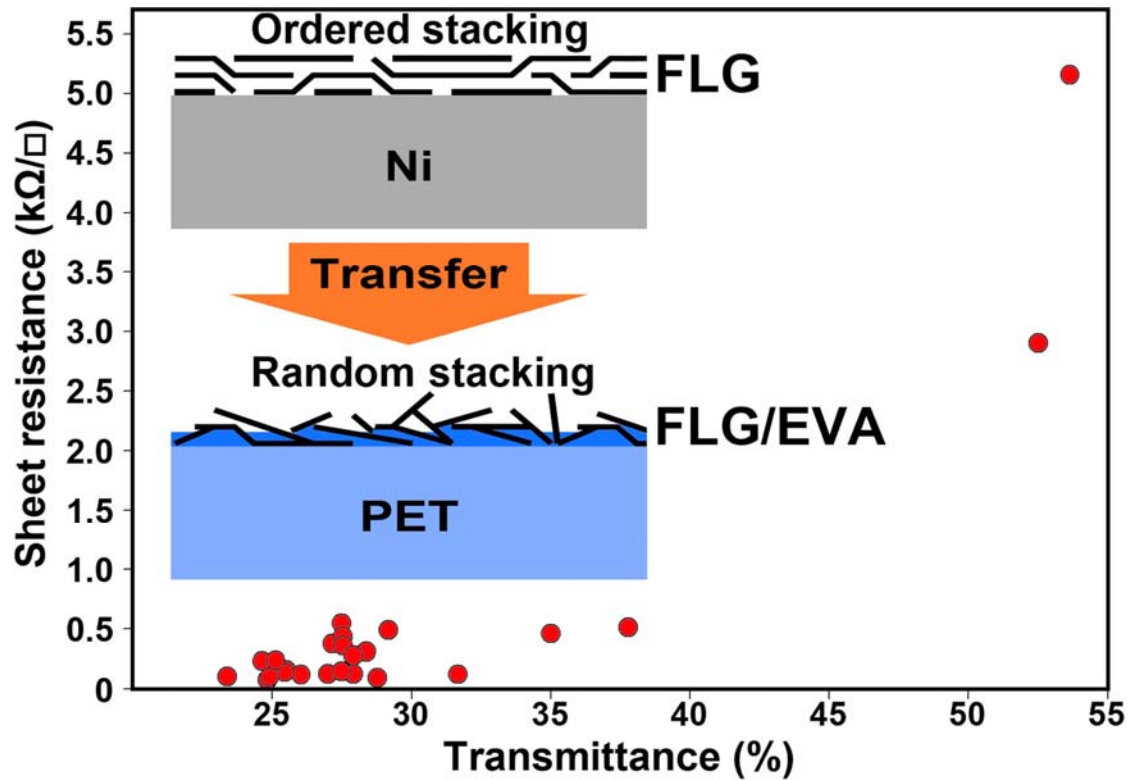 Sheet resistance (kΩ/□)
5.5
5.0
4.5
4.0
3.5
3.0
2.5
2.0
1.5
1.0
0.5
0
Ordered stacking
FLG
Ni
Transfer
Random stacking
FLG/EVA
PET
25 30 35 40 45 50 55
Transmittance (%)